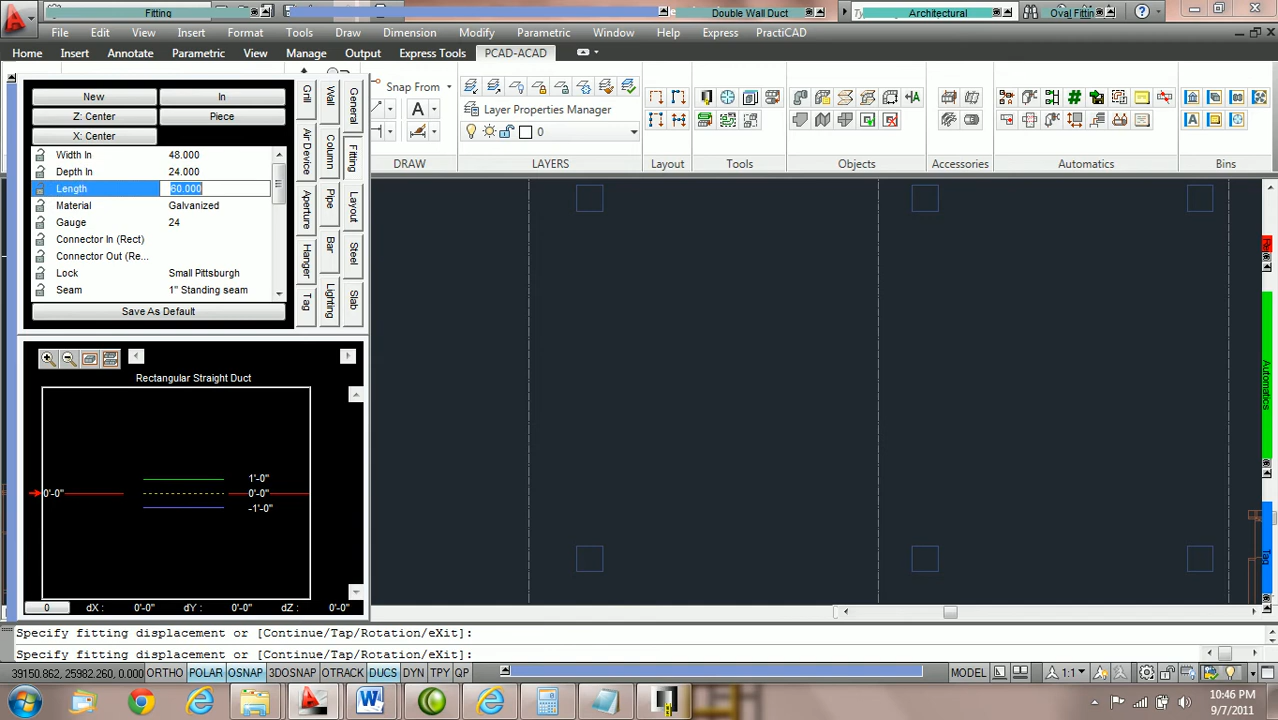 Fitting
Double Wall Duct
Architectural
Oval Fittin
File Edit View Insert Format Tools Draw Dimension Modify Parametric Window Help Express PractiCAD
Home Insert Annotate Parametric View Manage Output Express Tools PCAD-ACAD
New In
Z: Center Piece
X: Center
Width In 48.000
Depth In 24.000
Length 60.000
Material Galvanized
Gauge 24
Connector In (Rect)
Connector Out (Re...
Lock Small Pittsburgh
Seam 1" Standing seam
Save As Default
Grill Air Device Aperture Hanger Tag
Wall Column Pipe Bar Lighting
General Fitting Layout Steel Slab
Snap From
A
Layer Properties Manager
0
DRAW LAYERS Layout Tools Objects Accessories Automatics Bins
Rectangular Straight Duct
1'-0"
0'-0" 0'-0"
-1'-0"
0 dX : 0'-0" dY : 0'-0" dZ : 0'-0"
Automatics
Specify fitting displacement or [Continue/Tap/Rotation/eXit]:
Specify fitting displacement or [Continue/Tap/Rotation/eXit]:
39150.862, 25982.260, 0.000 ORTHO POLAR OSNAP 3DOSNAP OTRACK DUCS DYN TPY QP MODEL 1:1
10:46 PM
9/7/2011